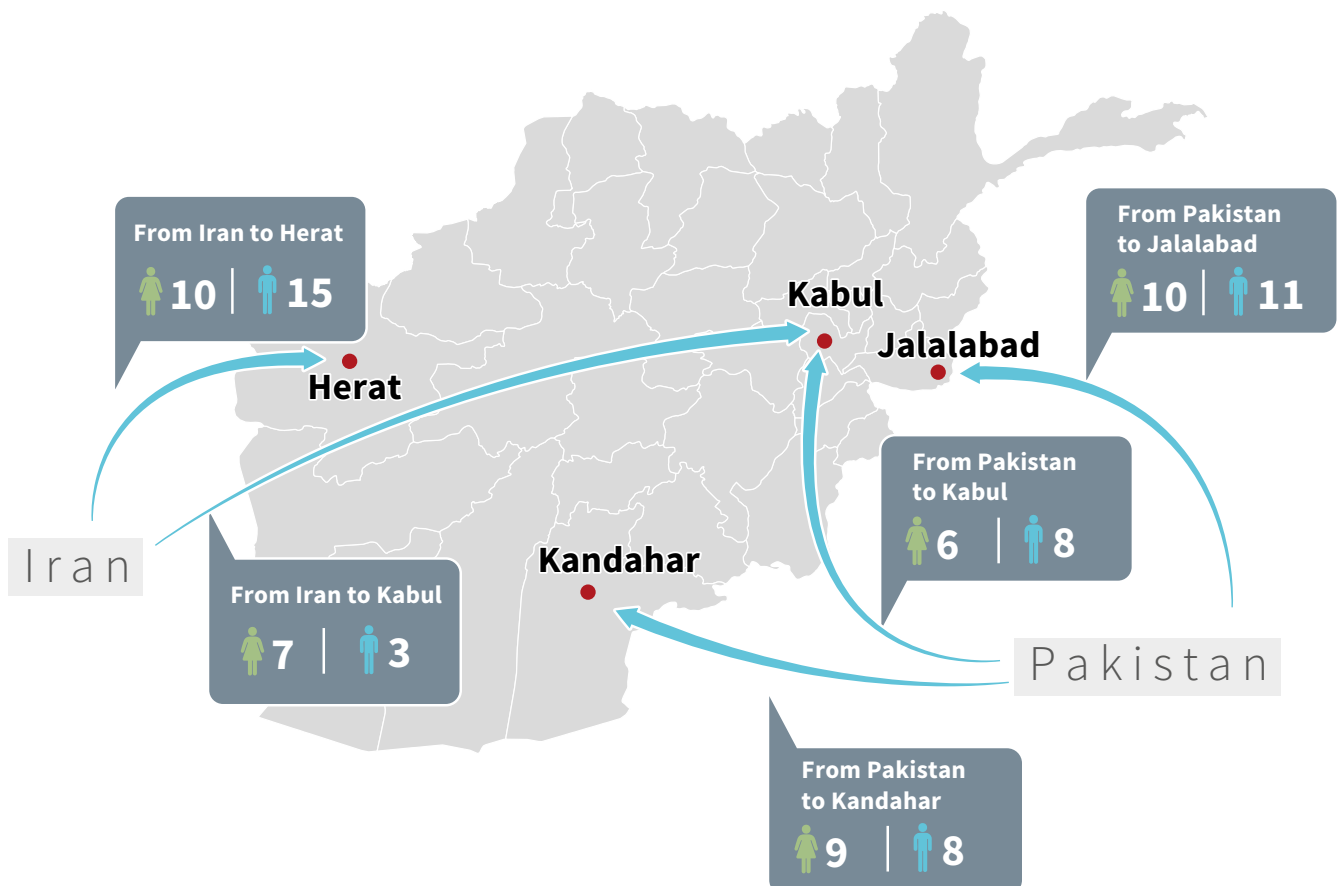 From Iran to Herat
10 | 15
From Pakistan
to Jalalabad
10 | 11
Kabul
Jalalabad
Herat
From Pakistan
to Kabul
6 | 8
Iran
Kandahar
From Iran to Kabul
7 | 3
Pakistan
From Pakistan
to Kandahar
9 | 8